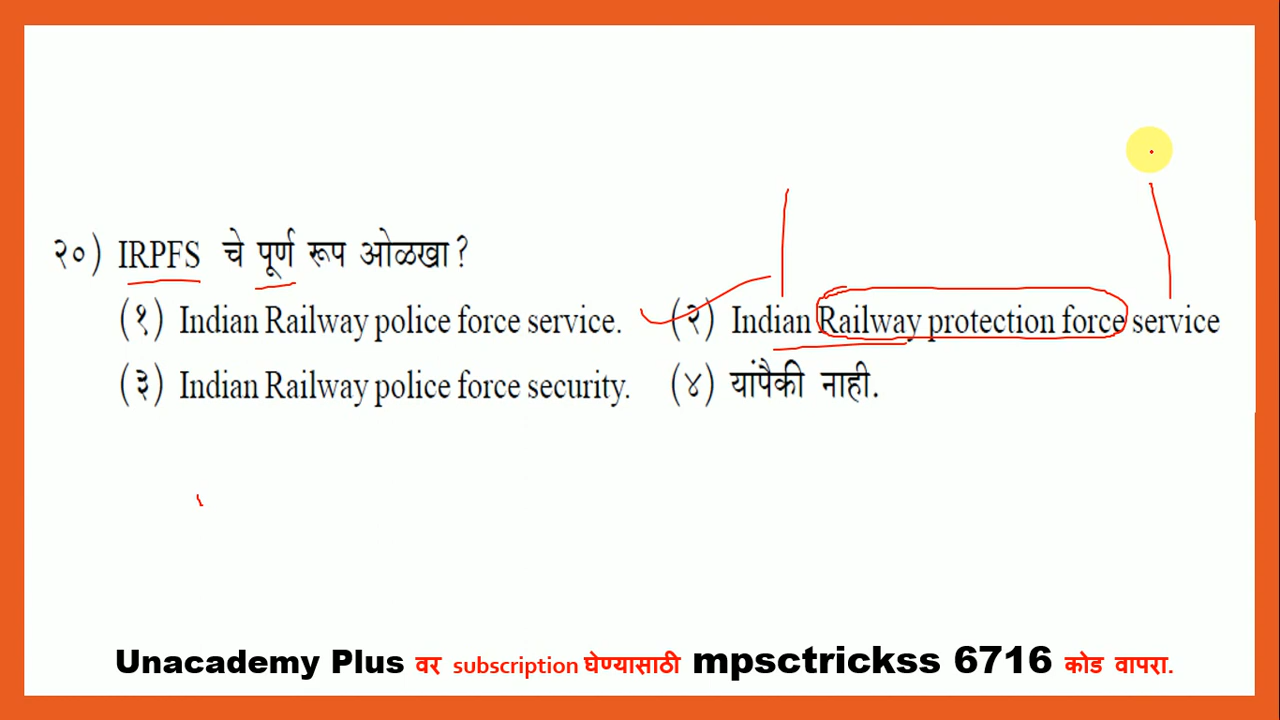 २०) IRPFS चे पूर्ण रूप ओळखा?
(१) Indian Railway police force service. (२) Indian Railway protection force service
(३) Indian Railway police force security. (४) यांपैकी नाही.
Unacademy Plus वर subscription घेण्यासाठी mpsctrickss 6716 कोड वापरा.